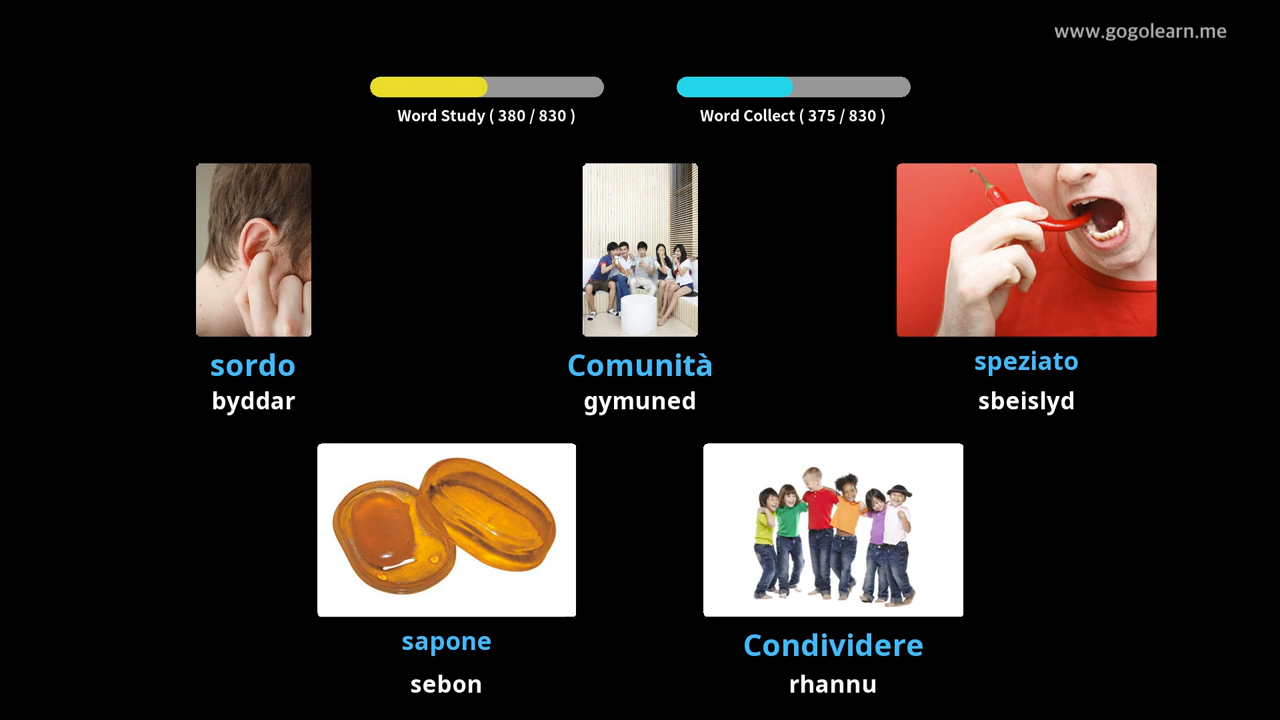 www.gogolearn.me
Word Study ( 380 / 830 )
Word Collect ( 375 / 830 )
sordo
byddar
Comunità
gymuned
speziato
sbeislyd
sapone
sebon
Condividere
rhannu